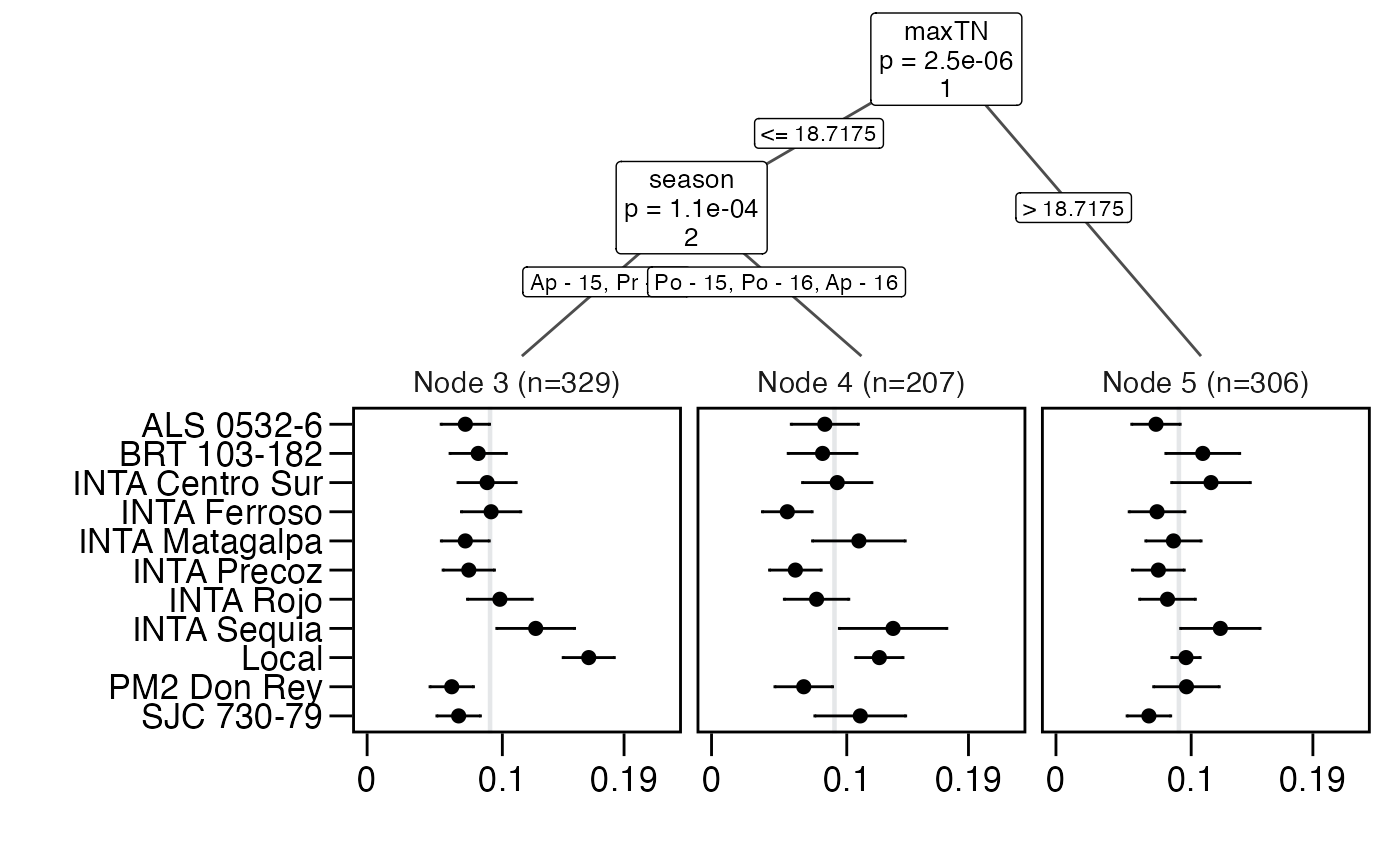 maxTN
p = 2.5e-06
1
<= 18.7175
season
p = 1.1e-04
2
> 18.7175
Ap - 15, Pr
Po - 15, Po - 16, Ap - 16
Node 3 (n=329)
Node 4 (n=207)
Node 5 (n=306)
ALS 0532-6
BRT 103-182
INTA Centro Sur
INTA Ferroso
INTA Matagalpa
INTA Precoz
INTA Rojo
INTA Sequia
Local
PM2 Don Rey
SJC 730-79
0 0.1 0.19
0 0.1 0.19
0 0.1 0.19